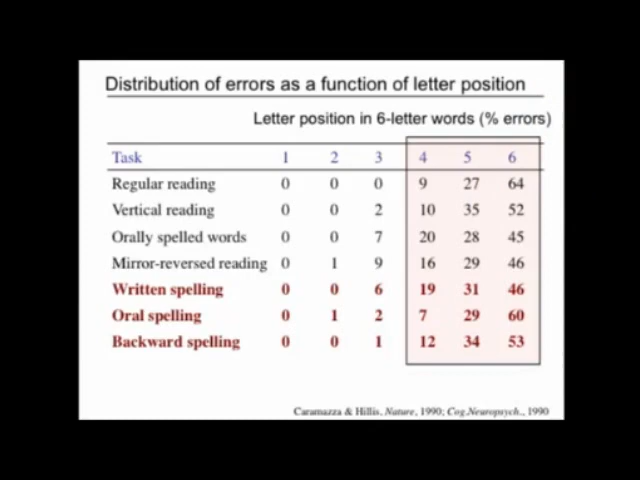 Distribution of errors as a function of letter position
Letter position in 6-letter words (% errors)
Task 1 2 3 4 5 6
Regular reading 0 0 0 9 27 64
Vertical reading 0 0 2 10 35 52
Orally spelled words 0 0 7 20 28 45
Mirror-reversed reading 0 1 9 16 29 46
Written spelling 0 0 6 19 31 46
Oral spelling 0 1 2 7 29 60
Backward spelling 0 0 1 12 34 53
Caramazza & Hillis, Nature, 1990; Cog.Neuropsych., 1990